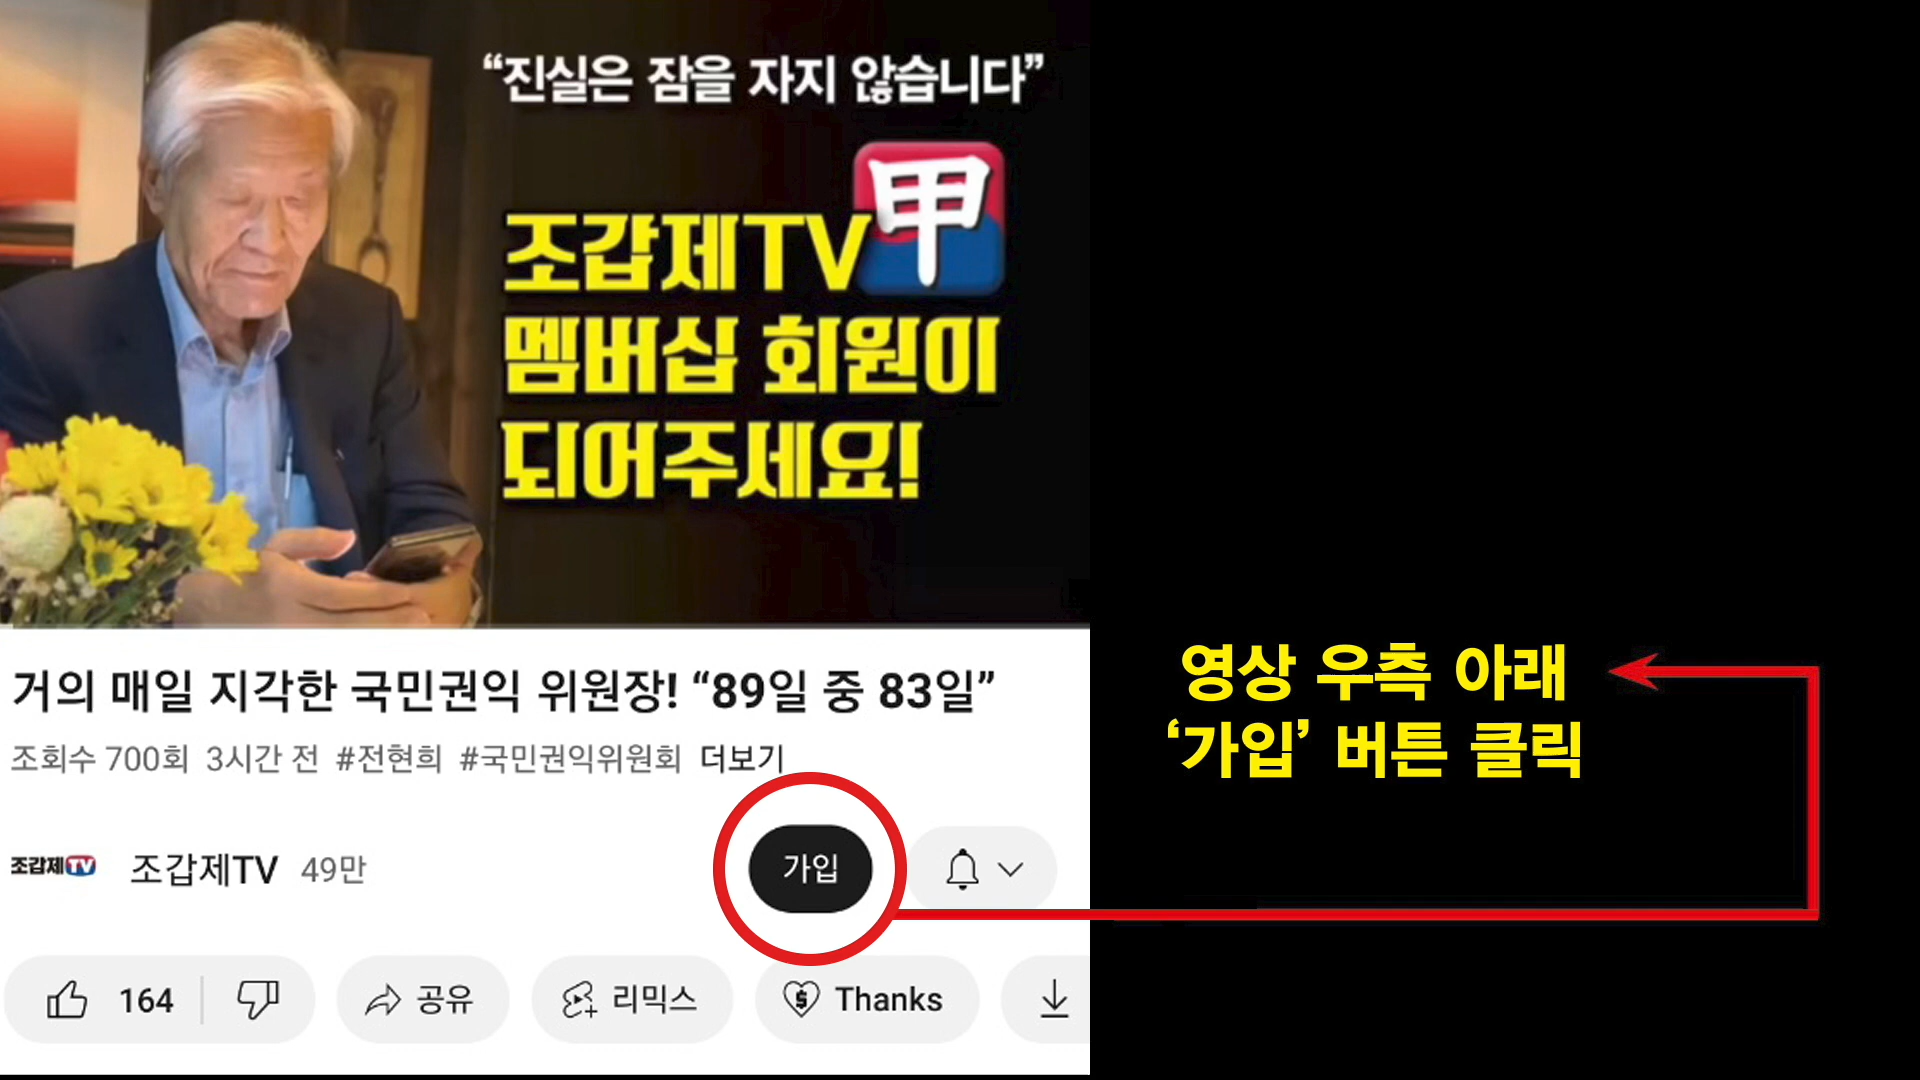 “진실은 잠을 자지 않습니다”
조갑제TV甲
멤버십 회원이
되어주세요!
거의 매일 지각한 국민권익 위원장! “89일 중 83일”
조회수 700회 3시간 전 #전현희 #국민권익위원회 더보기
조갑제TV 조갑제TV 49만 가입
164 공유 리믹스 Thanks
영상 우측 아래
‘가입’ 버튼 클릭